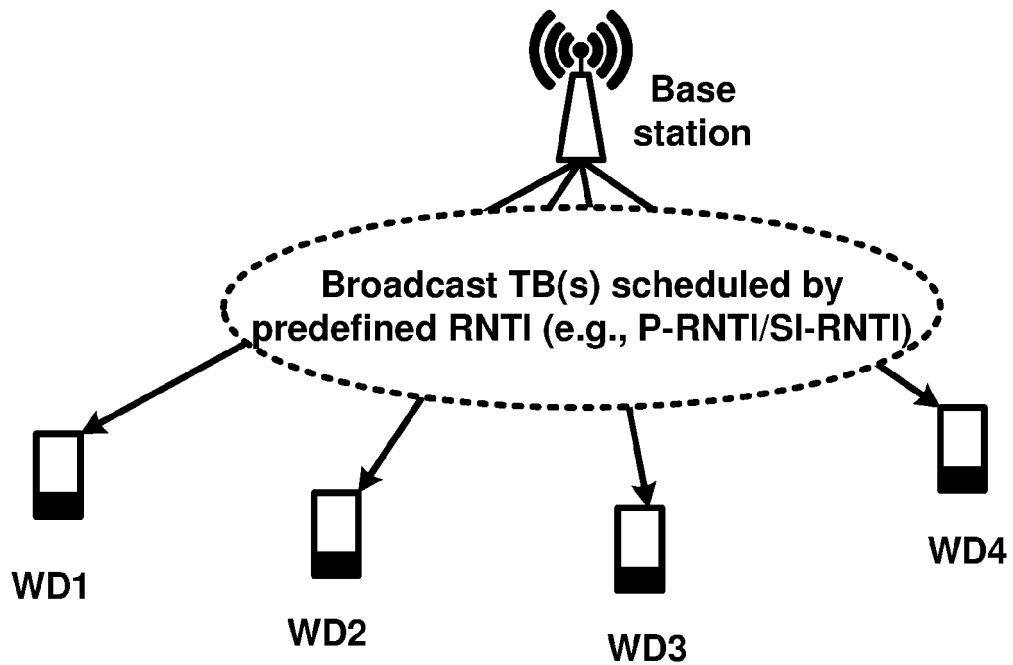 Base
station
Broadcast TB(s) scheduled by
predefined RNTI (e.g., P-RNTI/SI-RNTI)
WD1
WD2
WD3
WD4